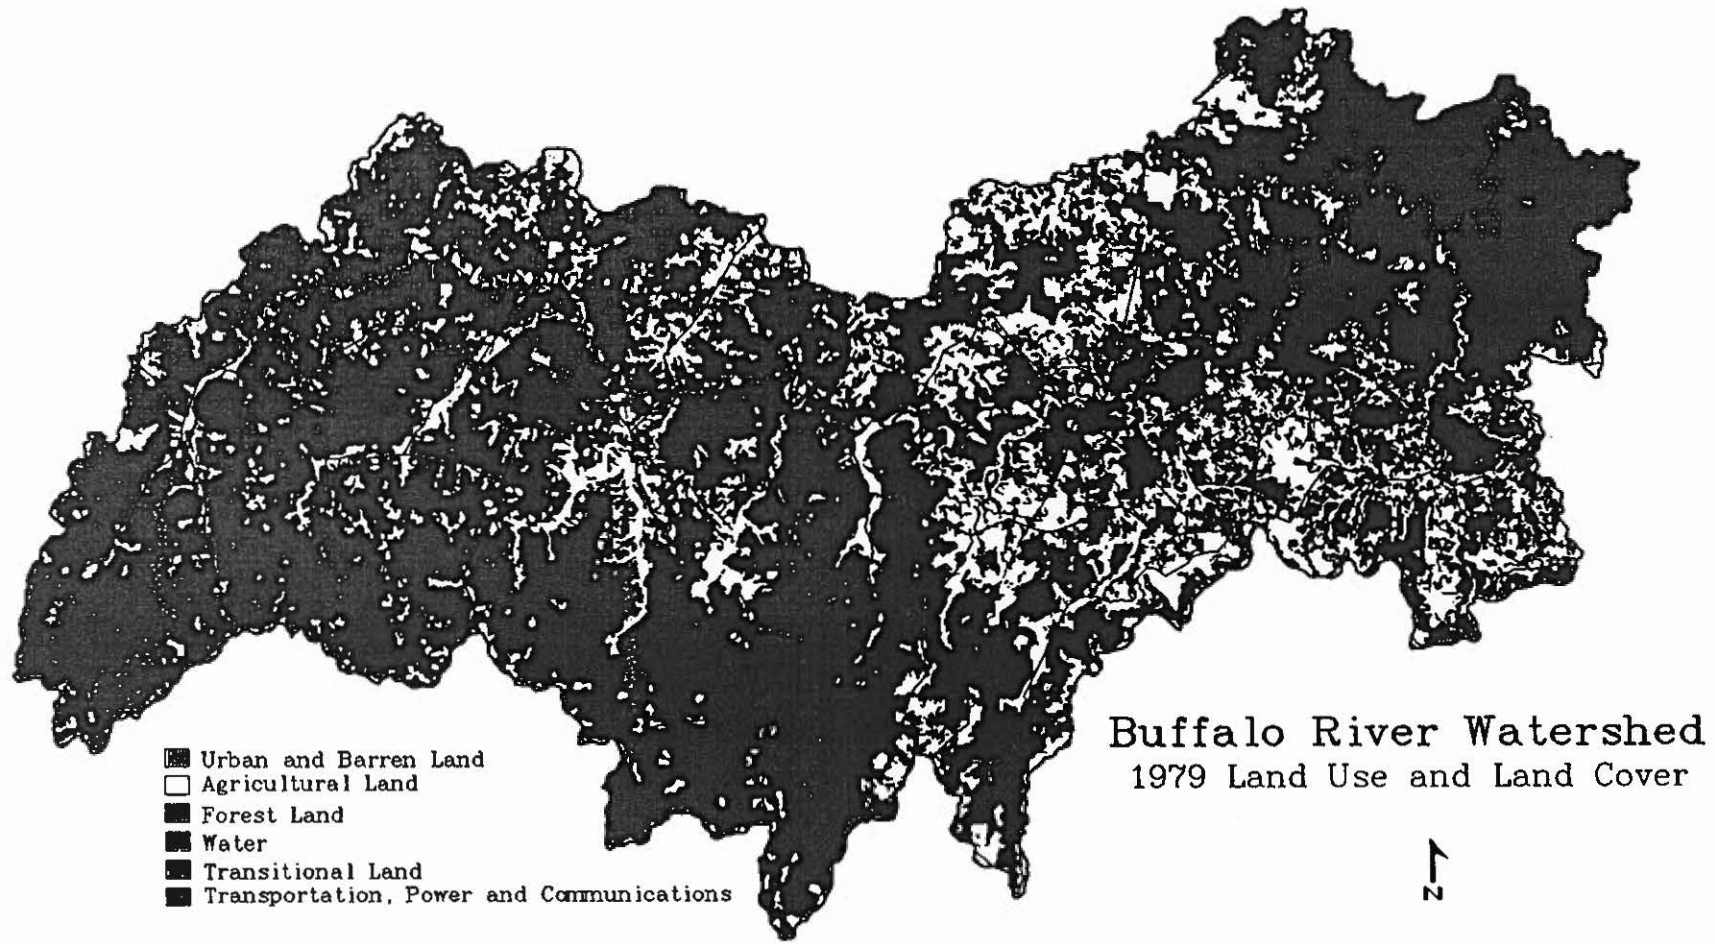 Buffalo River Watershed
1979 Land Use and Land Cover
Urban and Barren Land
Agricultural Land
Forest Land
Water
Transitional Land
Transportation, Power and Communications
N